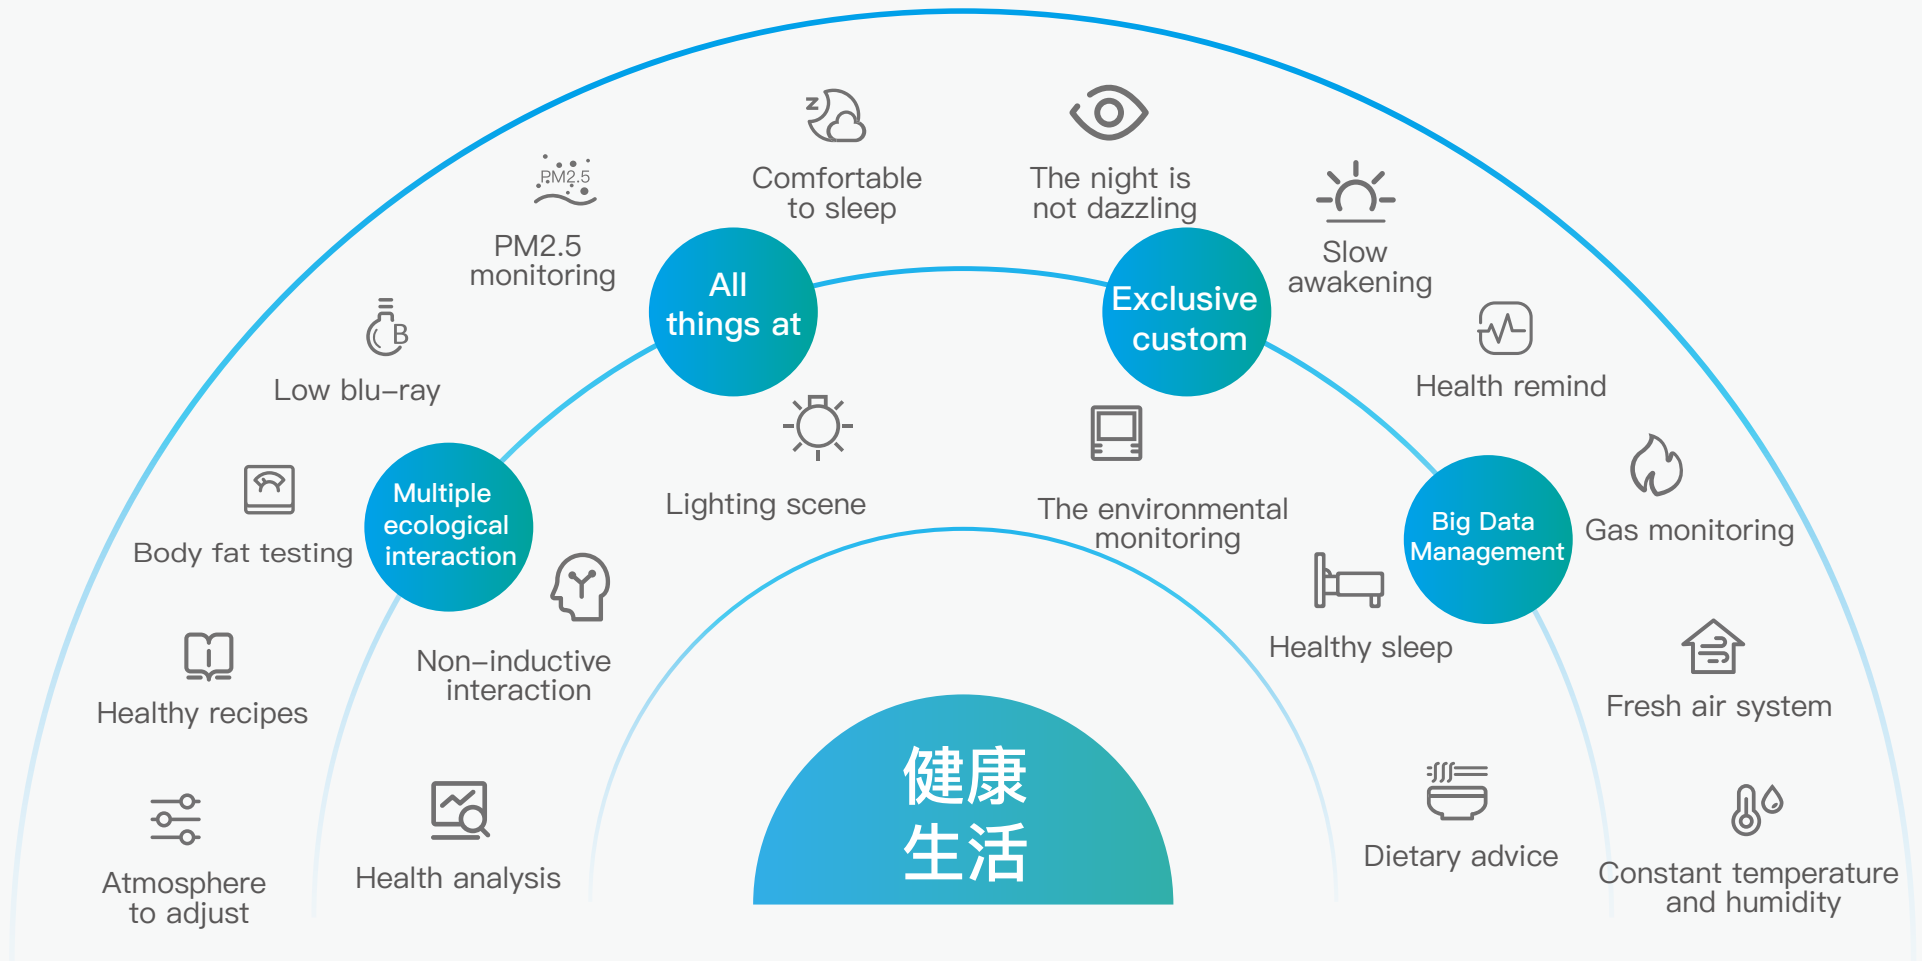 Comfortable
to sleep
The night is
not dazzling
z
PM2.5
PM2.5
monitoring
Slow
awakening
All
things at
Exclusive
custom
B
Low blu-ray
Health remind
Lighting scene
The environmental
monitoring
Multiple
ecological
interaction
Big Data
Management
Body fat testing
Gas monitoring
Non-inductive
interaction
Healthy sleep
Healthy recipes
Fresh air system
健康
生活
Atmosphere
to adjust
Health analysis
Dietary advice
Constant temperature
and humidity